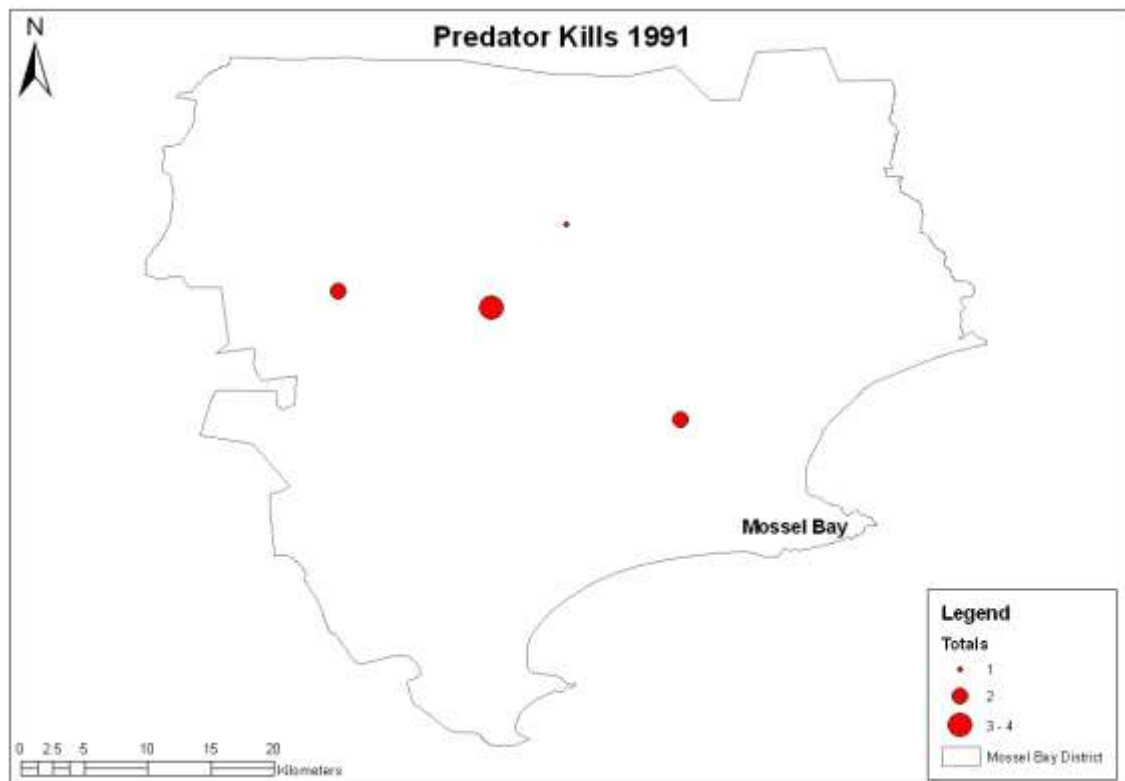 N
Predator Kills 1991
Mossel Bay
Legend
Totals
1
2
3 - 4
Mossel Bay District
0 2.5 5 10 15 20
Kilometers